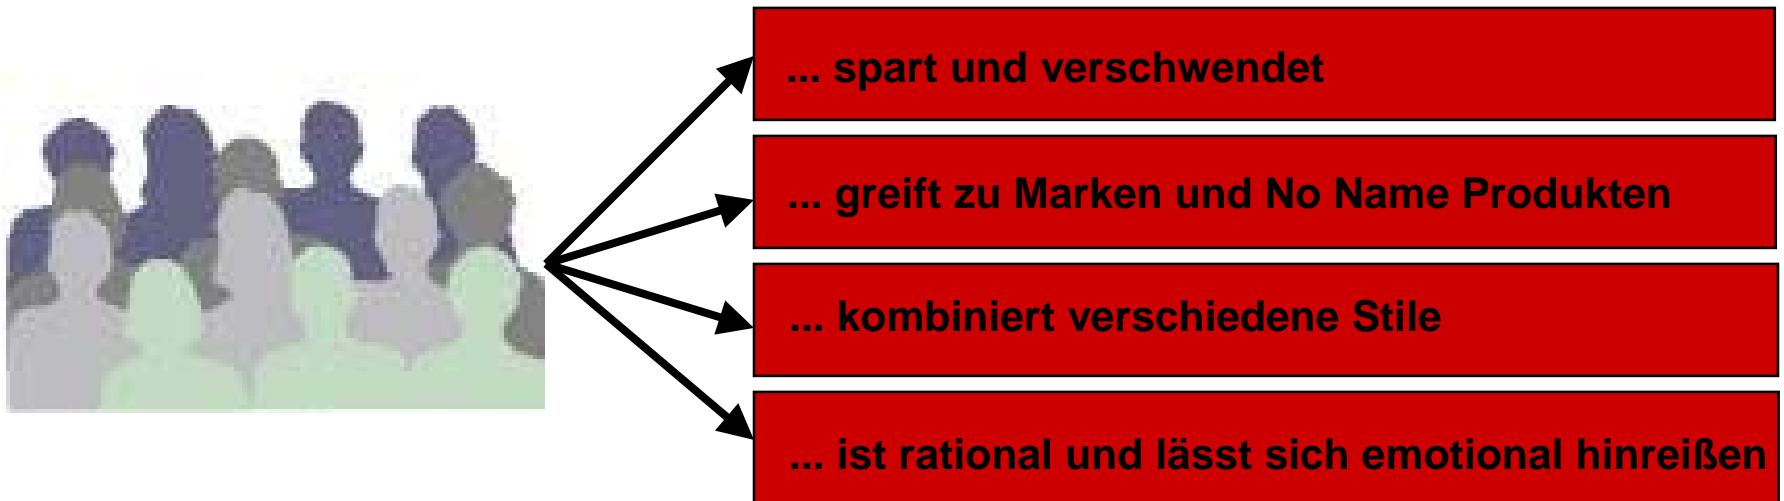 ... spart und verschwendet
... greift zu Marken und No Name Produkten
... kombiniert verschiedene Stile
... ist rational und lässt sich emotional hinreißen